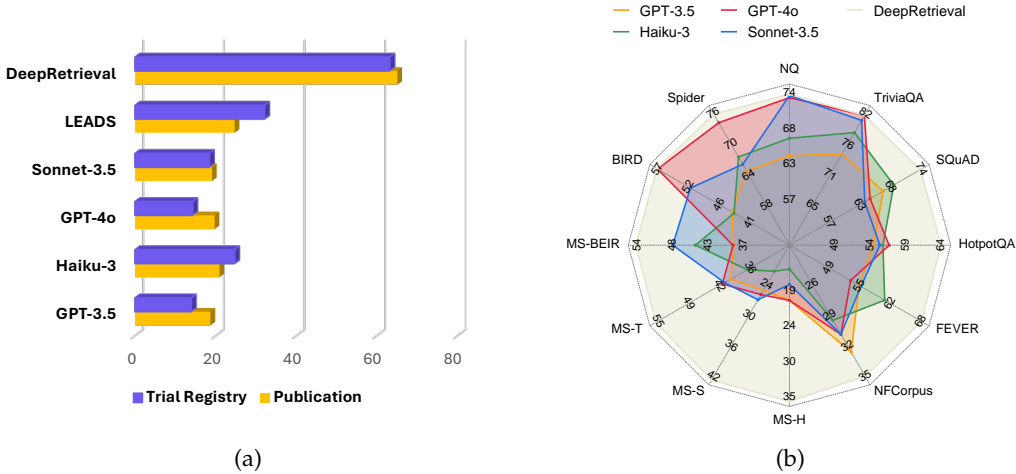 DeepRetrieval
LEADS
Sonnet-3.5
GPT-4o
Haiku-3
GPT-3.5
0 20 40 60 80
Trial Registry Publication
(a)
GPT-3.5 GPT-4o DeepRetrieval
Haiku-3 Sonnet-3.5
NQ
74
68
63
57
TriviaQA
82
76
71
65
SQuAD
74
68
63
57
HotpotQA
64
59
54
49
FEVER
68
62
55
49
NFCorpus
35
32
29
26
MS-H
35
30
24
19
MS-S
42
36
30
24
MS-T
55
49
42
36
MS-BEIR
54
48
43
37
BIRD
57
52
46
41
Spider
76
70
64
58
(b)